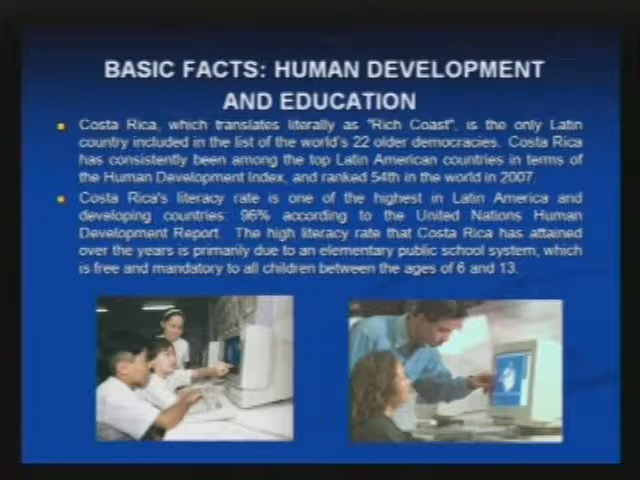 BASIC FACTS: HUMAN DEVELOPMENT
AND EDUCATION
Costa Rica, which translates literally as "Rich Coast", is the only Latin
country included in the list of the world's 22 older democracies. Costa Rica
has consistently been among the top Latin American countries in terms of
the Human Development Index, and ranked 54th in the world in 2007.
Costa Rica's literacy rate is one of the highest in Latin America and
developing countries: 96% according to the United Nations Human
Development Report. The high literacy rate that Costa Rica has attained
over the years is primarily due to an elementary public school system, which
is free and mandatory to all children between the ages of 6 and 13.